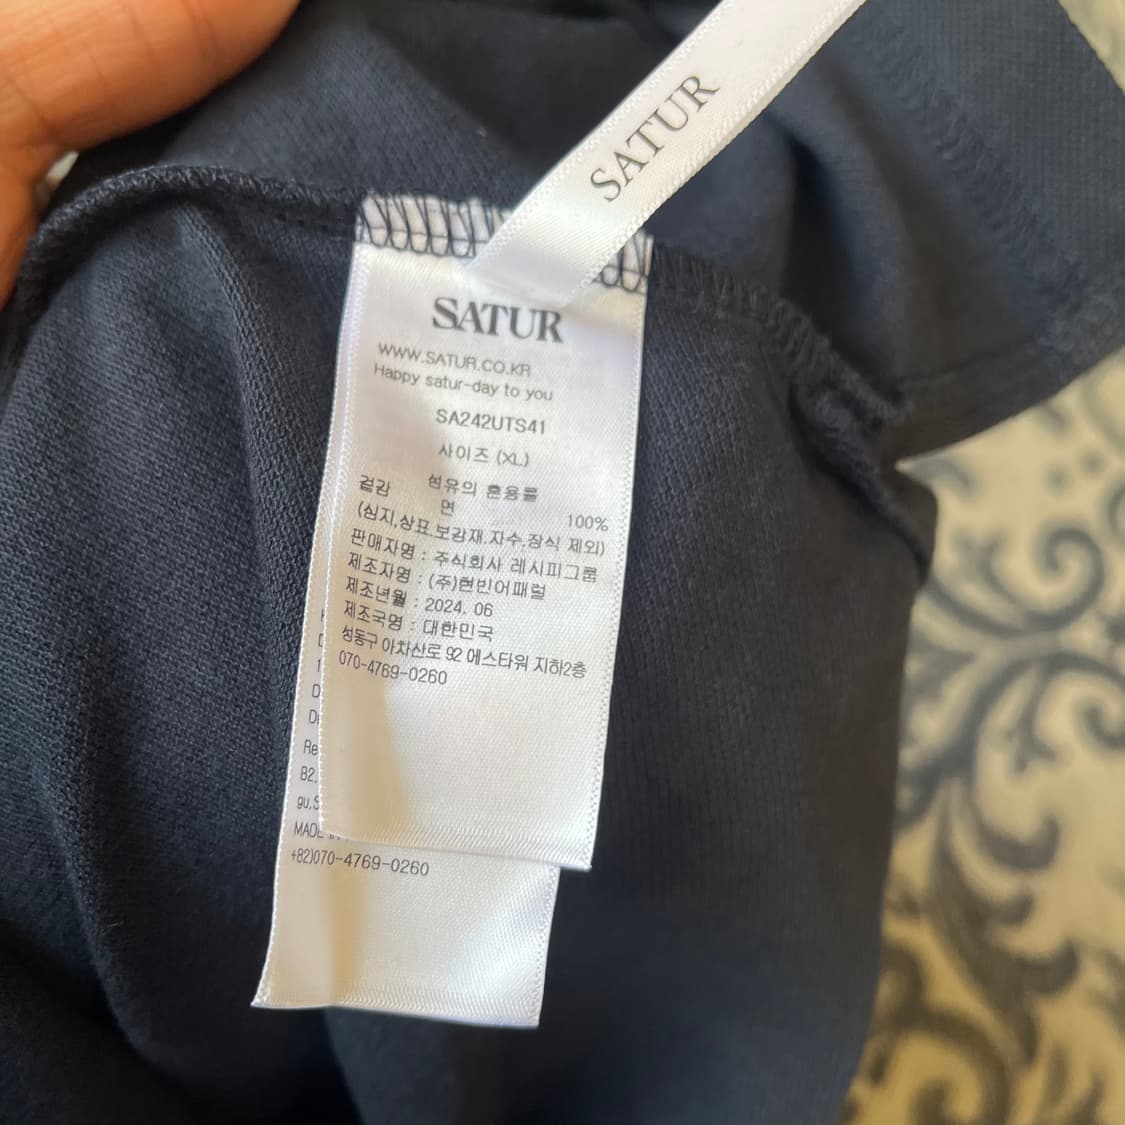 SATUR
SATUR
WWW.SATUR.CO.KR
Happy satur-day to you
SA242UTS41
사이즈 (XL)
섬유의 혼용률
겉감 면 100%
(심지,상표.보강재.자수.장식 제외)
판매자명 : 주식회사 레시피그룹
제조자명 : (주)현빈어패럴
제조년월 : 2024. 06
제조국명 : 대한민국
성동구 아차산로 92 에스타워 지하2층
070-4769-0260
Re
B2,
gu,S
MADE IN
+82)070-4769-0260